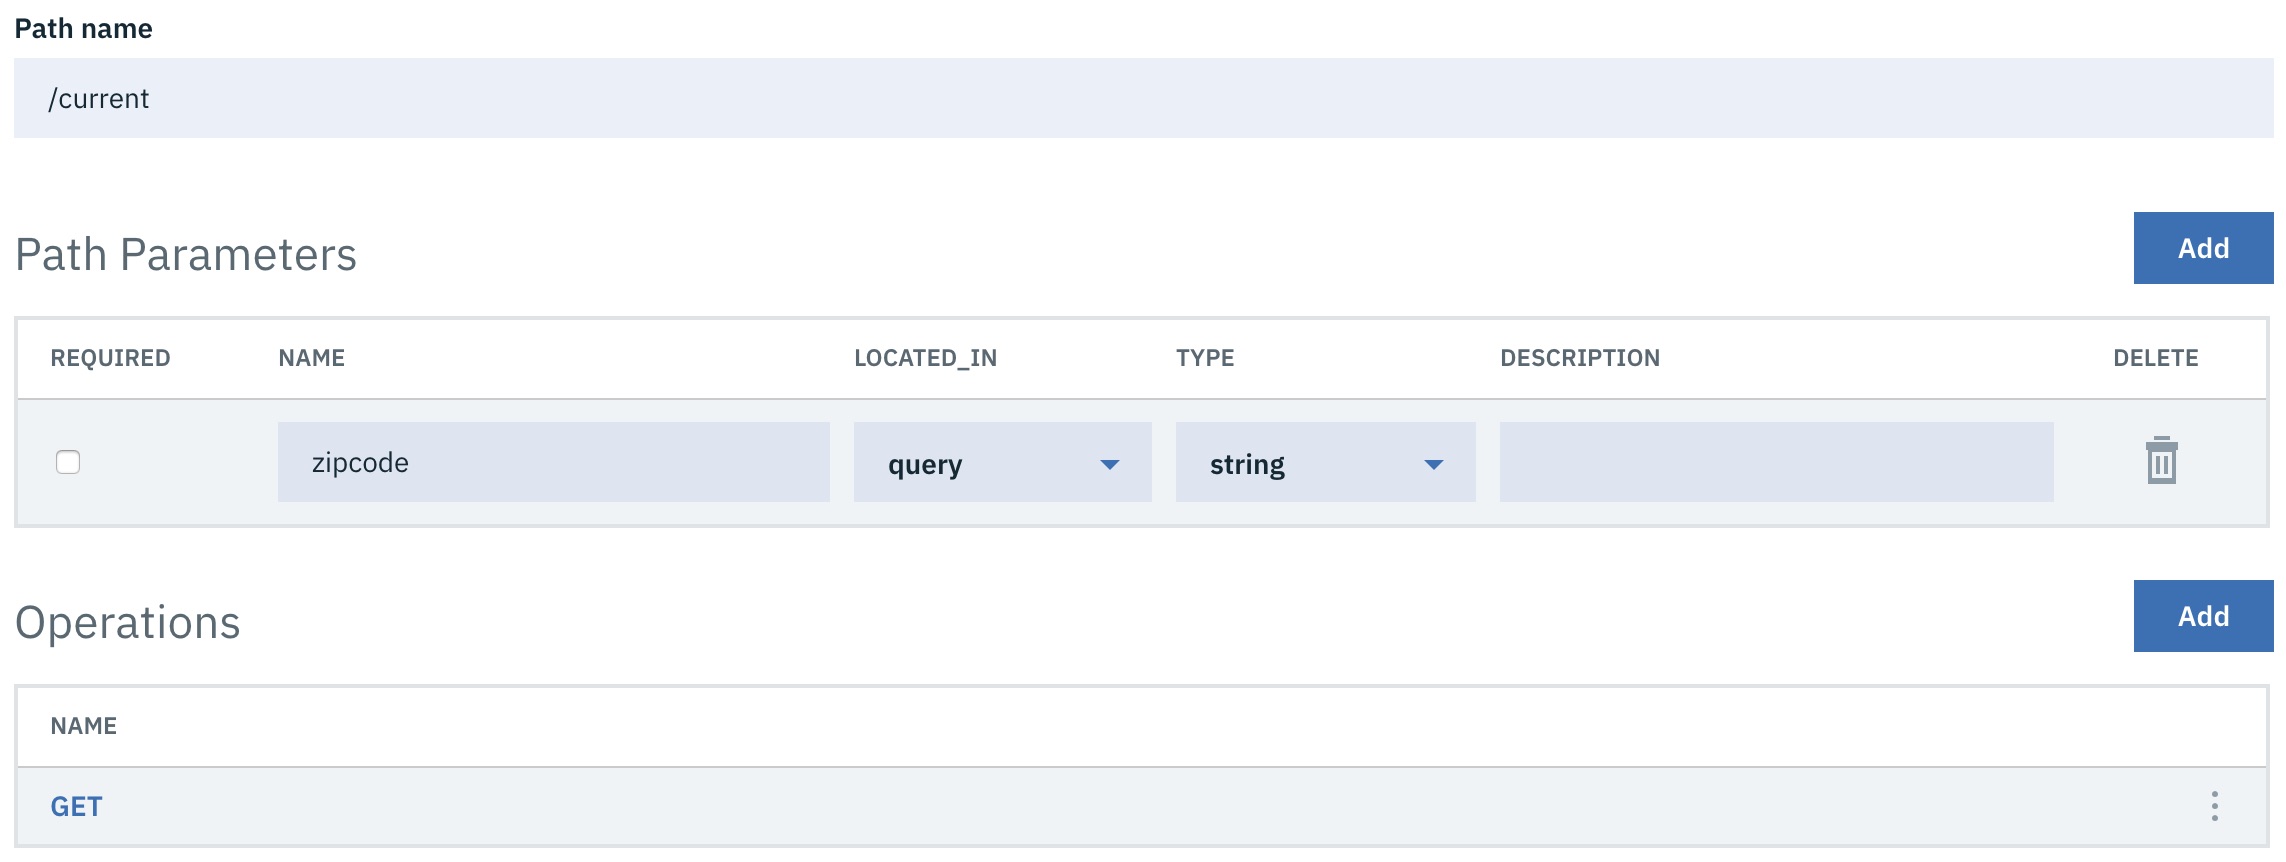 Path name
/current
Path Parameters
Add
REQUIRED NAME LOCATED_IN TYPE DESCRIPTION DELETE
zipcode query string
Operations
Add
NAME
GET